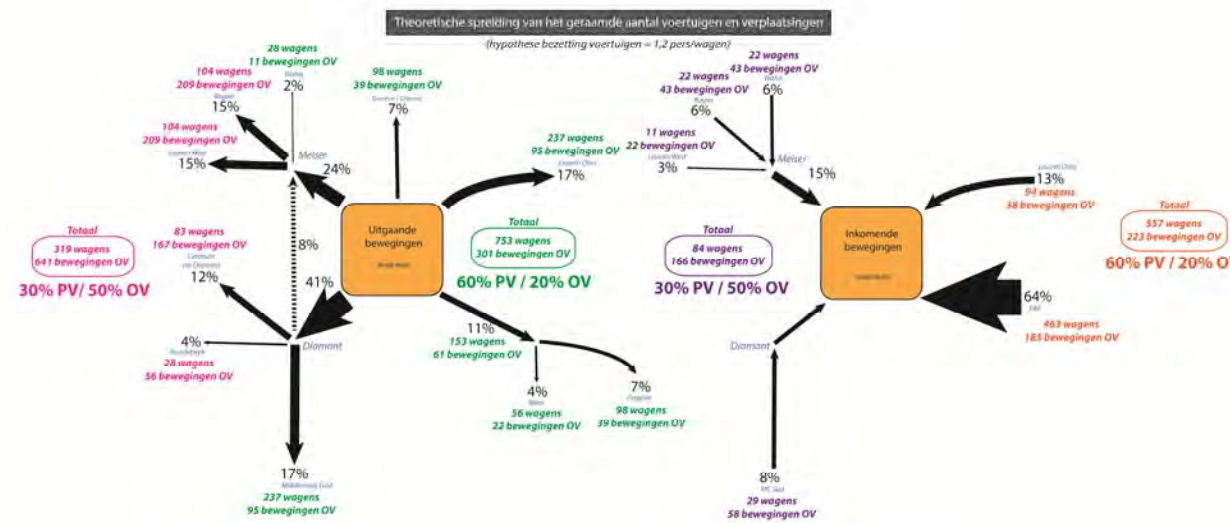 Theoretische spreiding van het geraamde aantal voertuigen en verplaatsingen
(hypothese bezetting voertuigen = 1,2 pers/wagen)
28 wagens
11 bewegingen OV
2%
104 wagens
209 bewegingen OV
15%
104 wagens
209 bewegingen OV
15%
Meiser
24%
98 wagens
39 bewegingen OV
7%
237 wagens
95 bewegingen OV
17%
Uitgaande
bewegingen
8%
41%
Totaal
319 wagens
641 bewegingen OV
30% PV/ 50% OV
83 wagens
167 bewegingen OV
12%
4%
28 wagens
56 bewegingen OV
Diamant
17%
237 wagens
95 bewegingen OV
Totaal
753 wagens
301 bewegingen OV
60% PV / 20% OV
11%
153 wagens
61 bewegingen OV
4%
56 wagens
22 bewegingen OV
7%
98 wagens
39 bewegingen OV
22 wagens
43 bewegingen OV
6%
22 wagens
43 bewegingen OV
6%
11 wagens
22 bewegingen OV
3%
Meiser
15%
Inkomende
bewegingen
13%
94 wagens
38 bewegingen OV
Totaal
557 wagens
223 bewegingen OV
60% PV / 20% O
64%
463 wagens
185 bewegingen OV
Totaal
84 wagens
166 bewegingen OV
30% PV / 50% OV
Diamant
8%
29 wagens
58 bewegingen OV